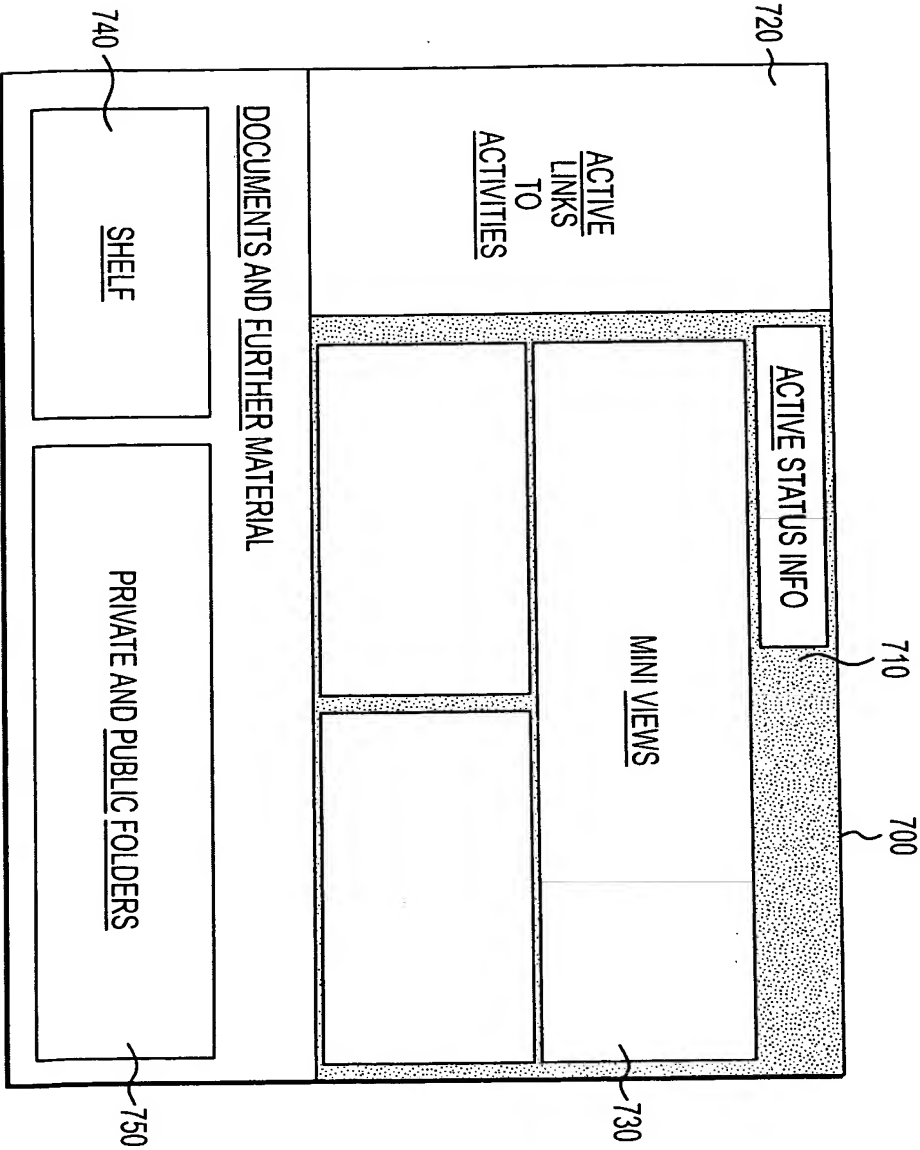 700
710
ACTIVE STATUS INFO
720
ACTIVE
LINKS
TO
ACTIVITIES
MINI VIEWS
730
DOCUMENTS AND FURTHER MATERIAL
740
SHELF
PRIVATE AND PUBLIC FOLDERS
750